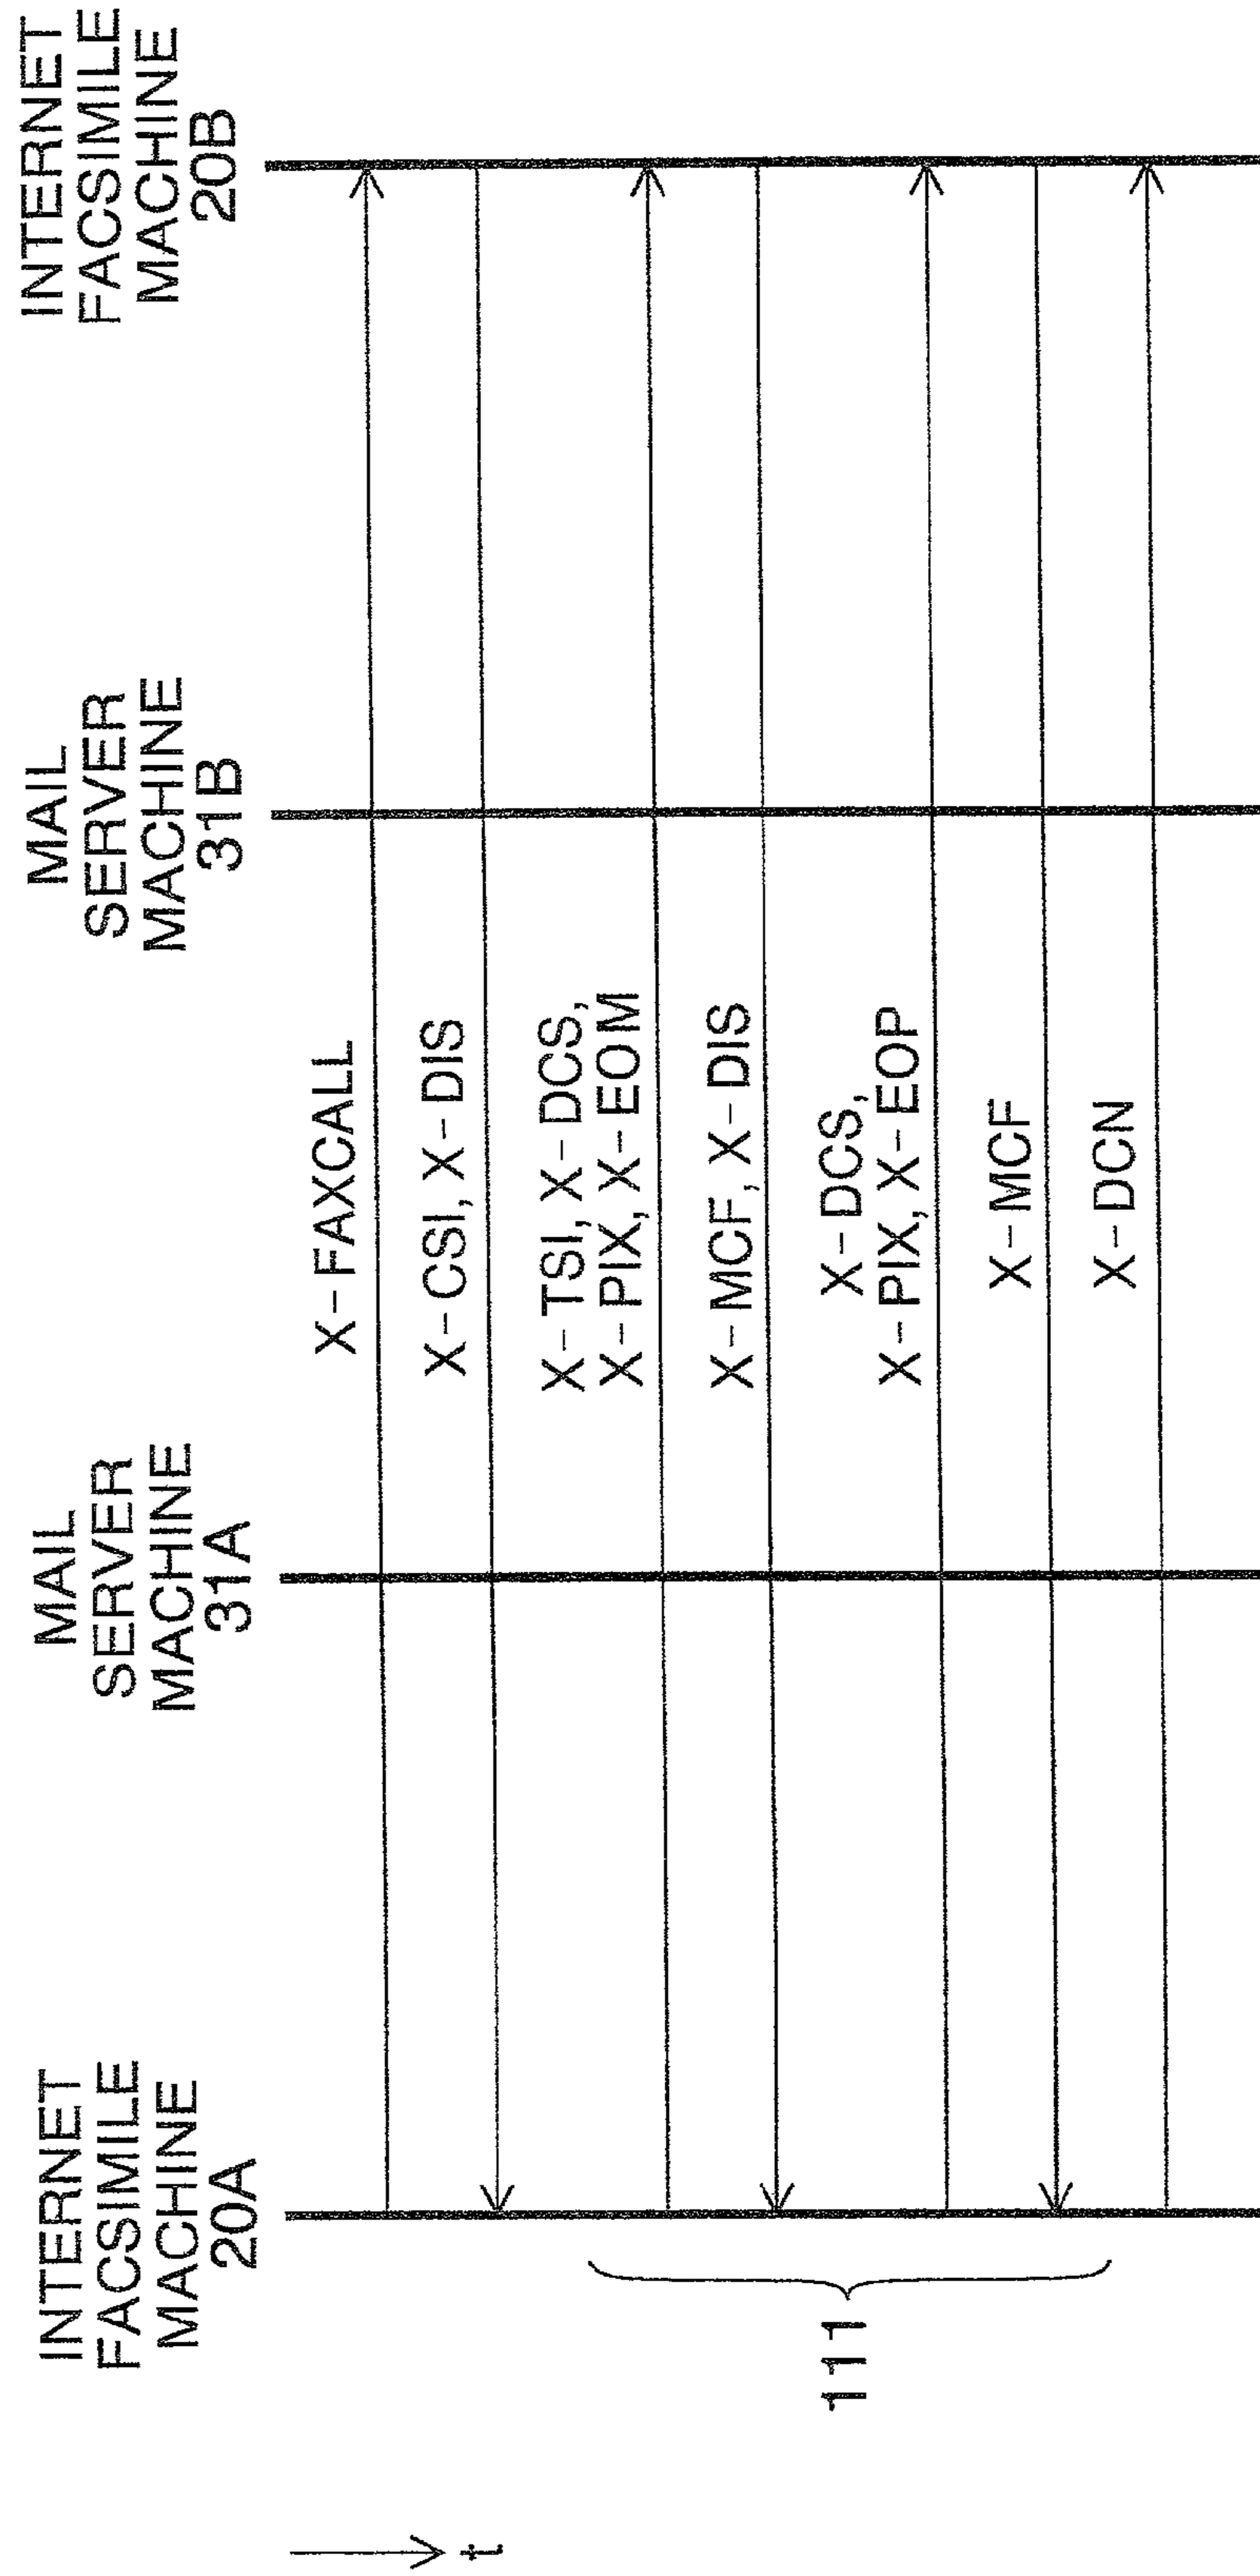 INTERNET
FACSIMILE
MACHINE
20A
MAIL
SERVER
MACHINE
31A
MAIL
SERVER
MACHINE
31B
INTERNET
FACSIMILE
MACHINE
20B
t
X-FAXCALL
X-CSI, X-DIS
X-TSI, X-DCS,
X-PIX, X-EOM
X-MCF, X-DIS
111
X-DCS,
X-PIX, X-EOP
X-MCF
X-DCN